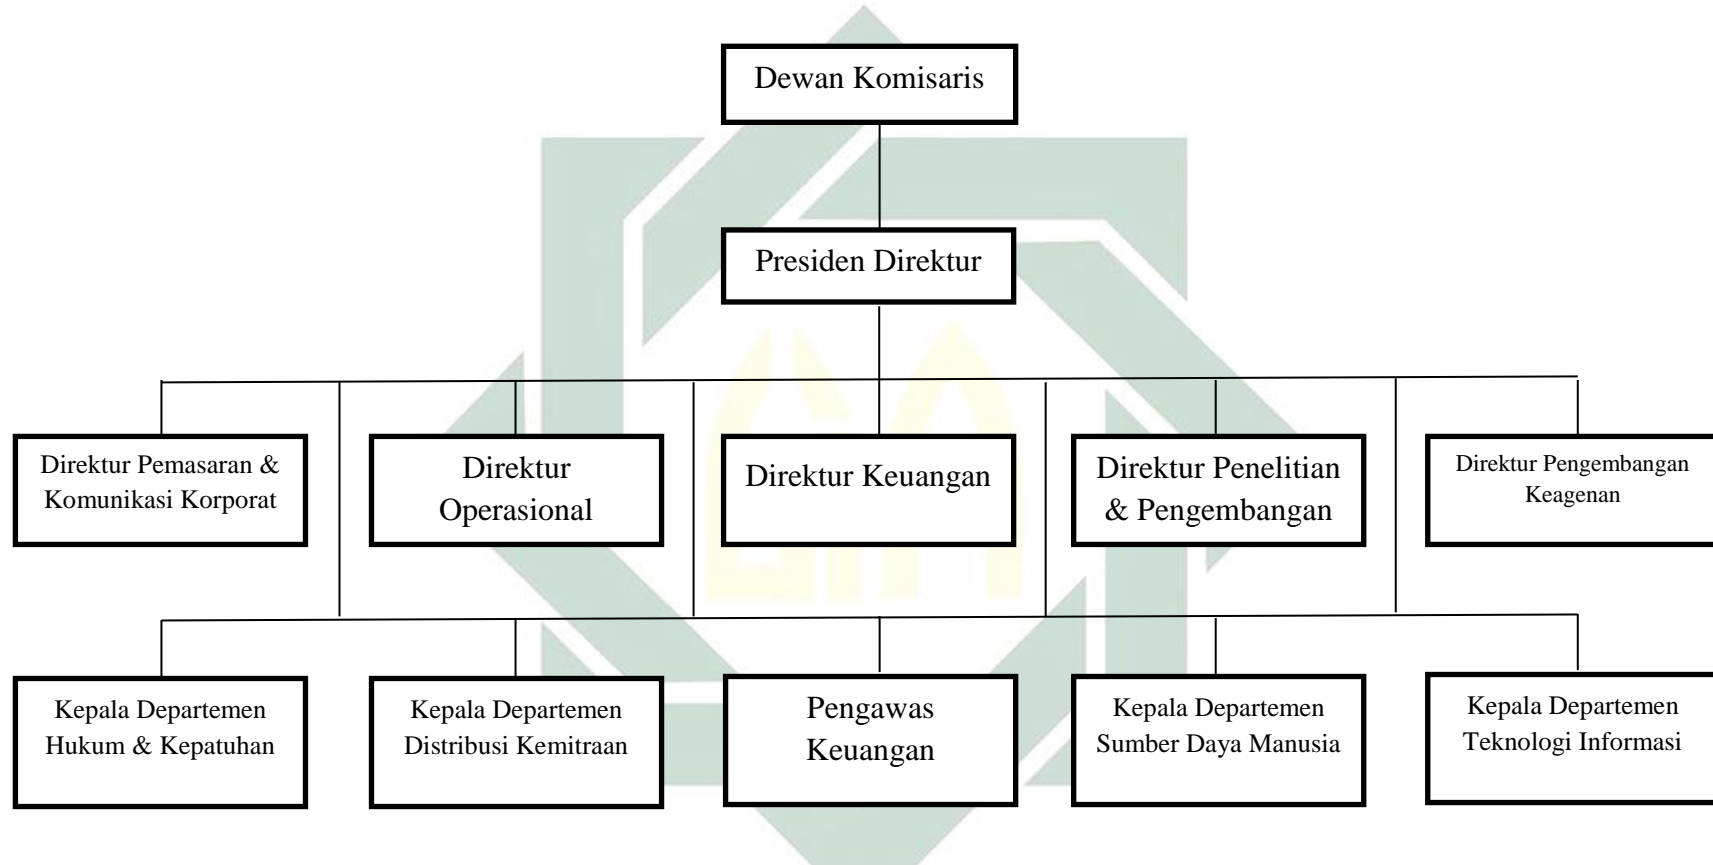 Dewan Komisaris
Presiden Direktur
Direktur Pemasaran &
Komunikasi Korporat
Direktur
Operasional
Direktur Keuangan
Direktur Penelitian
& Pengembangan
Direktur Pengembangan
Keagenan
Kepala Departemen
Hukum & Kepatuhan
Kepala Departemen
Distribusi Kemitraan
Pengawas
Keuangan
Kepala Departemen
Sumber Daya Manusia
Kepala Departemen
Teknologi Informasi